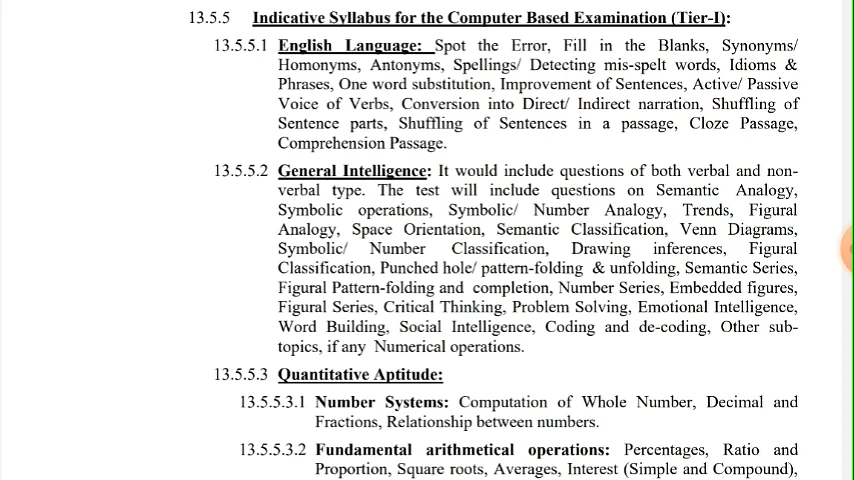 13.5.5 Indicative Syllabus for the Computer Based Examination (Tier-I):
13.5.5.1 English Language: Spot the Error, Fill in the Blanks, Synonyms/
Homonyms, Antonyms, Spellings/ Detecting mis-spelt words, Idioms &
Phrases, One word substitution, Improvement of Sentences, Active/ Passive
Voice of Verbs, Conversion into Direct/ Indirect narration, Shuffling of
Sentence parts, Shuffling of Sentences in a passage, Cloze Passage,
Comprehension Passage.
13.5.5.2 General Intelligence: It would include questions of both verbal and non-
verbal type. The test will include questions on Semantic Analogy,
Symbolic operations, Symbolic/ Number Analogy, Trends, Figural
Analogy, Space Orientation, Semantic Classification, Venn Diagrams,
Symbolic/ Number Classification, Drawing inferences, Figural
Classification, Punched hole/ pattern-folding & unfolding, Semantic Series,
Figural Pattern-folding and completion, Number Series, Embedded figures,
Figural Series, Critical Thinking, Problem Solving, Emotional Intelligence,
Word Building, Social Intelligence, Coding and de-coding, Other sub-
topics, if any Numerical operations.
13.5.5.3 Quantitative Aptitude:
13.5.5.3.1 Number Systems: Computation of Whole Number, Decimal and
Fractions, Relationship between numbers.
13.5.5.3.2 Fundamental arithmetical operations: Percentages, Ratio and
Proportion, Square roots, Averages, Interest (Simple and Compound),